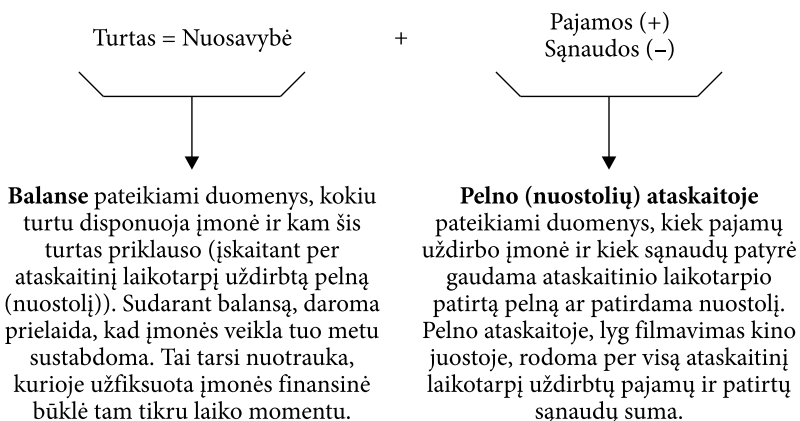 Turtas = Nuosavybė
+
Pajamos (+)
Sąnaudos (–)
Balanse pateikiami duomenys, kokiu
turtu disponuoja įmonė ir kam šis
turtas priklauso (įskaitant per
ataskaitinį laikotarpį uždirbtą pelną
(nuostolį)). Sudarant balansą, daroma
prielaida, kad įmonės veikla tuo metu
sustabdoma. Tai tarsi nuotrauka,
kurioje užfiksuota įmonės finansinė
būklė tam tikru laiko momentu.
Pelno (nuostolių) ataskaitoje
pateikiami duomenys, kiek pajamų
uždirbo įmonė ir kiek sąnaudų patyrė
gaudama ataskaitinio laikotarpio
patirtą pelną ar patirdama nuostolį.
Pelno ataskaitoje, lyg filmavimas kino
juostoje, rodoma per visą ataskaitinį
laikotarpį uždirbtų pajamų ir patirtų
sąnaudų suma.